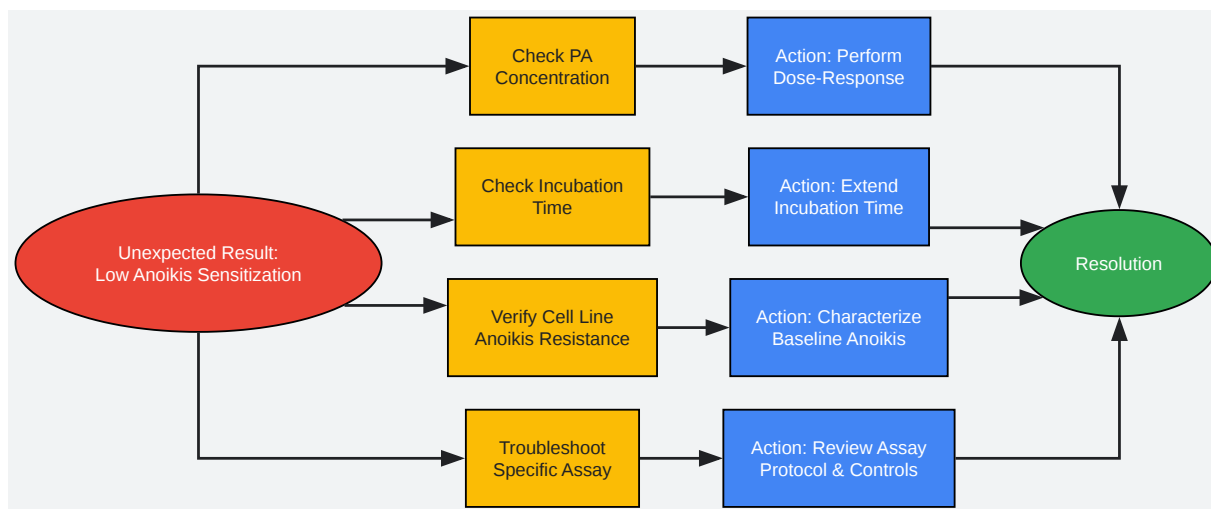 Check PA
Concentration
Action: Perform
Dose-Response
Check Incubation
Time
Action: Extend
Incubation Time
Unexpected Result:
Low Anoikis Sensitization
Resolution
Verify Cell Line
Anoikis Resistance
Action: Characterize
Baseline Anoikis
Troubleshoot
Specific Assay
Action: Review Assay
Protocol & Controls